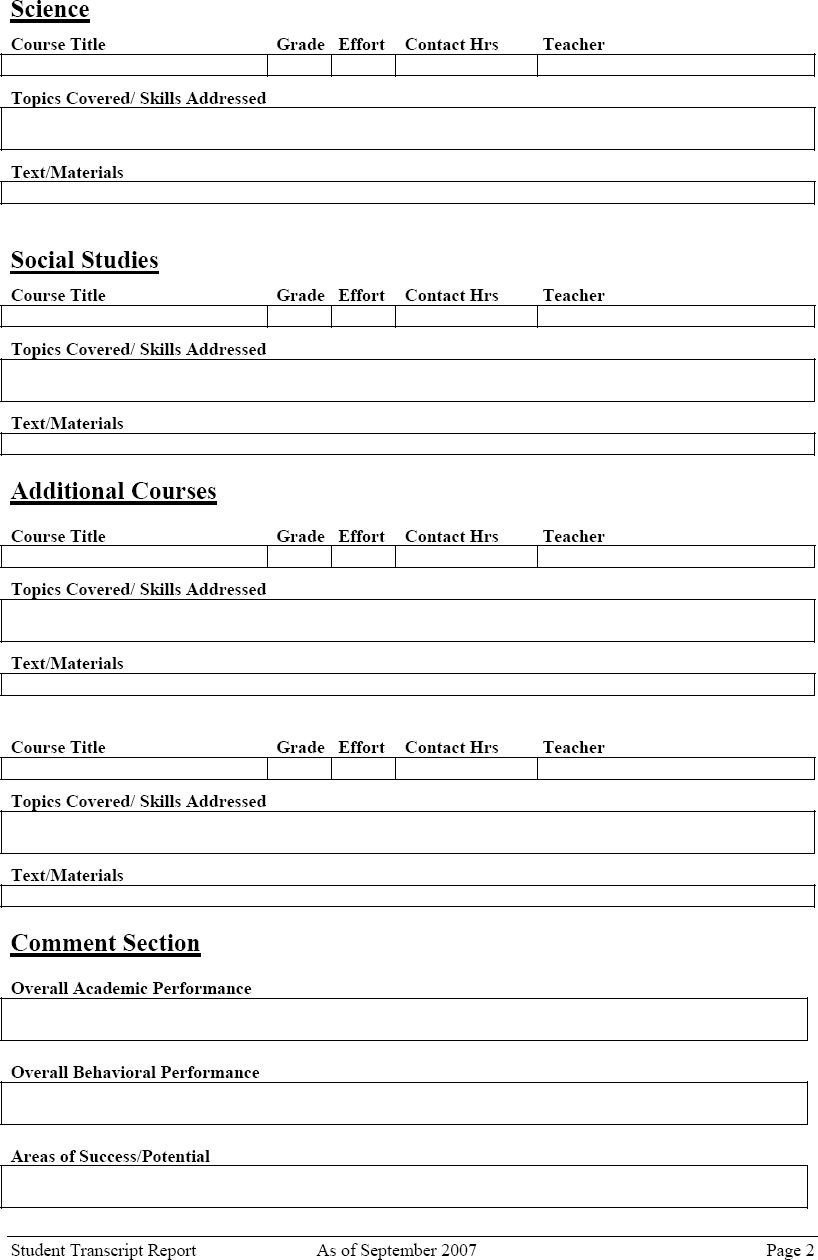 Science
Course Title Grade Effort Contact Hrs Teacher
Topics Covered/ Skills Addressed
Text/Materials
Social Studies
Course Title Grade Effort Contact Hrs Teacher
Topics Covered/ Skills Addressed
Text/Materials
Additional Courses
Course Title Grade Effort Contact Hrs Teacher
Topics Covered/ Skills Addressed
Text/Materials
Course Title Grade Effort Contact Hrs Teacher
Topics Covered/ Skills Addressed
Text/Materials
Comment Section
Overall Academic Performance
Overall Behavioral Performance
Areas of Success/Potential
Student Transcript Report As of September 2007 Page 2